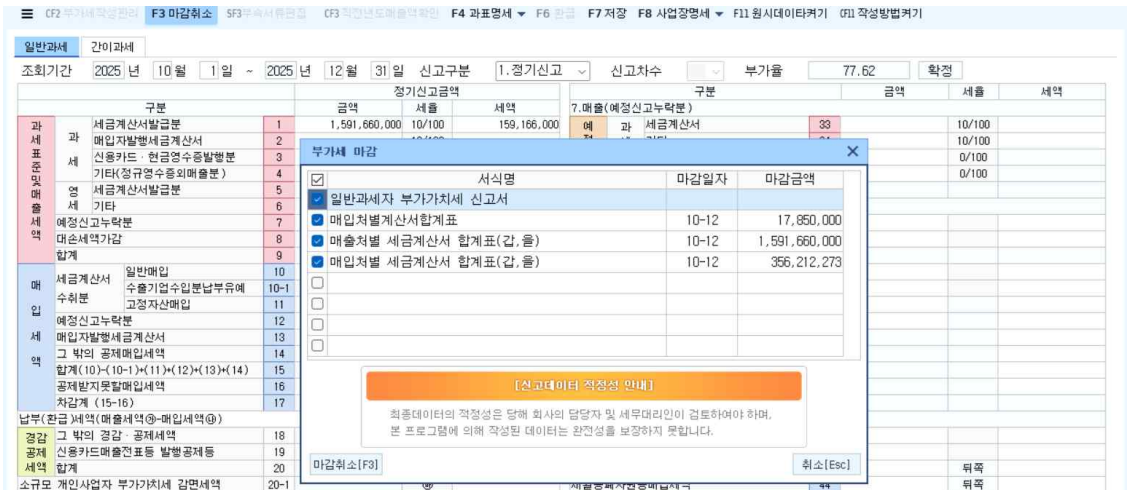 ☰ CF2 부가세작성관리 F3 마감취소 SF3부속서류편집 CF3 직전년도매출액확인 F4 과표명세 F6 환급 F7 저장 F8 사업장명세 F11 원시데이타켜기 CF11 작성방법켜기
일반과세 간이과세
조회기간 2025 년 10 월 1 일 ~ 2025 년 12 월 31 일 신고구분 1.정기신고 신고차수 부가율 77.62 확정
정기신고금액
구분 금액 세율 세액
구분 금액 세율 세액
7.매출(예정신고누락분)
과세표준및매출세액
과세 세금계산서발급분 1 1,591,660,000 10/100 159,166,000
예 과 세금계산서 33 10/100
매입자발행세금계산서 2
10/100
신용카드ㆍ현금영수증발행분 3
0/100
기타(정규영수증외매출분) 4
0/100
영세 세금계산서발급분 5
기타 6
예정신고누락분 7
대손세액가감 8
합계 9
매입세액
세금계산서수취분 일반매입 10
수출기업수입분납부유예 10-1
고정자산매입 11
예정신고누락분 12
매입자발행세금계산서 13
그 밖의 공제매입세액 14
합계(10)-(10-1)+(11)+(12)+(13)+(14) 15
공제받지못할매입세액 16
차감계 (15-16) 17
납부(환급)세액(매출세액㉮-매입세액㉯)
경감공제세액
그 밖의 경감ㆍ공제세액 18
신용카드매출전표등 발행공제등 19
합계 20
뒤쪽
소규모 개인사업자 부가가치세 감면세액 20-1
44 뒤쪽
부가세 마감
서식명 마감일자 마감금액
일반과세자 부가가치세 신고서
매입처별계산서합계표 10-12 17,850,000
매출처별 세금계산서 합계표(갑,을) 10-12 1,591,660,000
매입처별 세금계산서 합계표(갑,을) 10-12 356,212,273
[신고데이터 적정성 안내]
최종데이터의 적정성은 당해 회사의 담당자 및 세무대리인이 검토하여야 하며,
본 프로그램에 의해 작성된 데이터는 완전성을 보장하지 못합니다.
마감취소[F3] 취소[Esc]